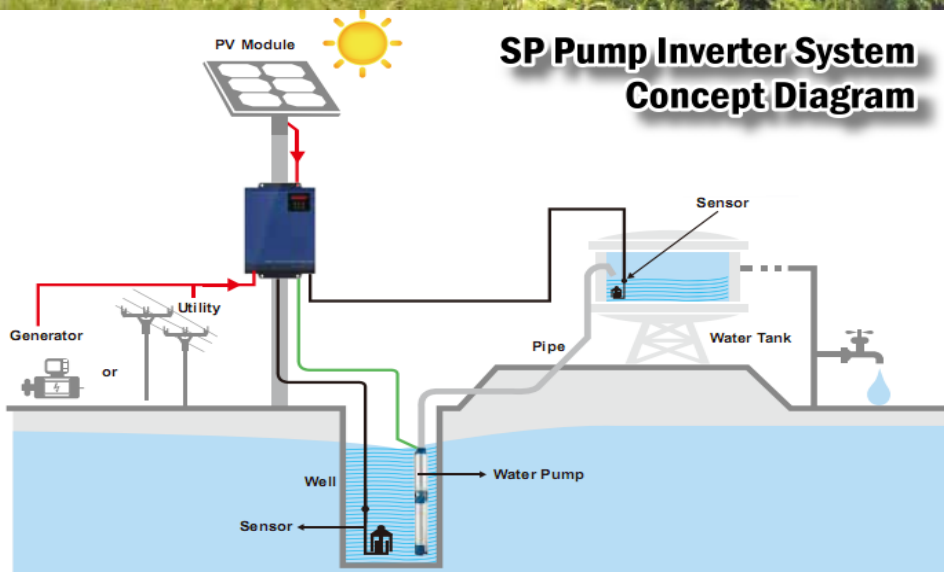 SP Pump Inverter System
Concept Diagram
PV Module
Sensor
Utility
Generator
or
Pipe
Water Tank
Well
Water Pump
Sensor